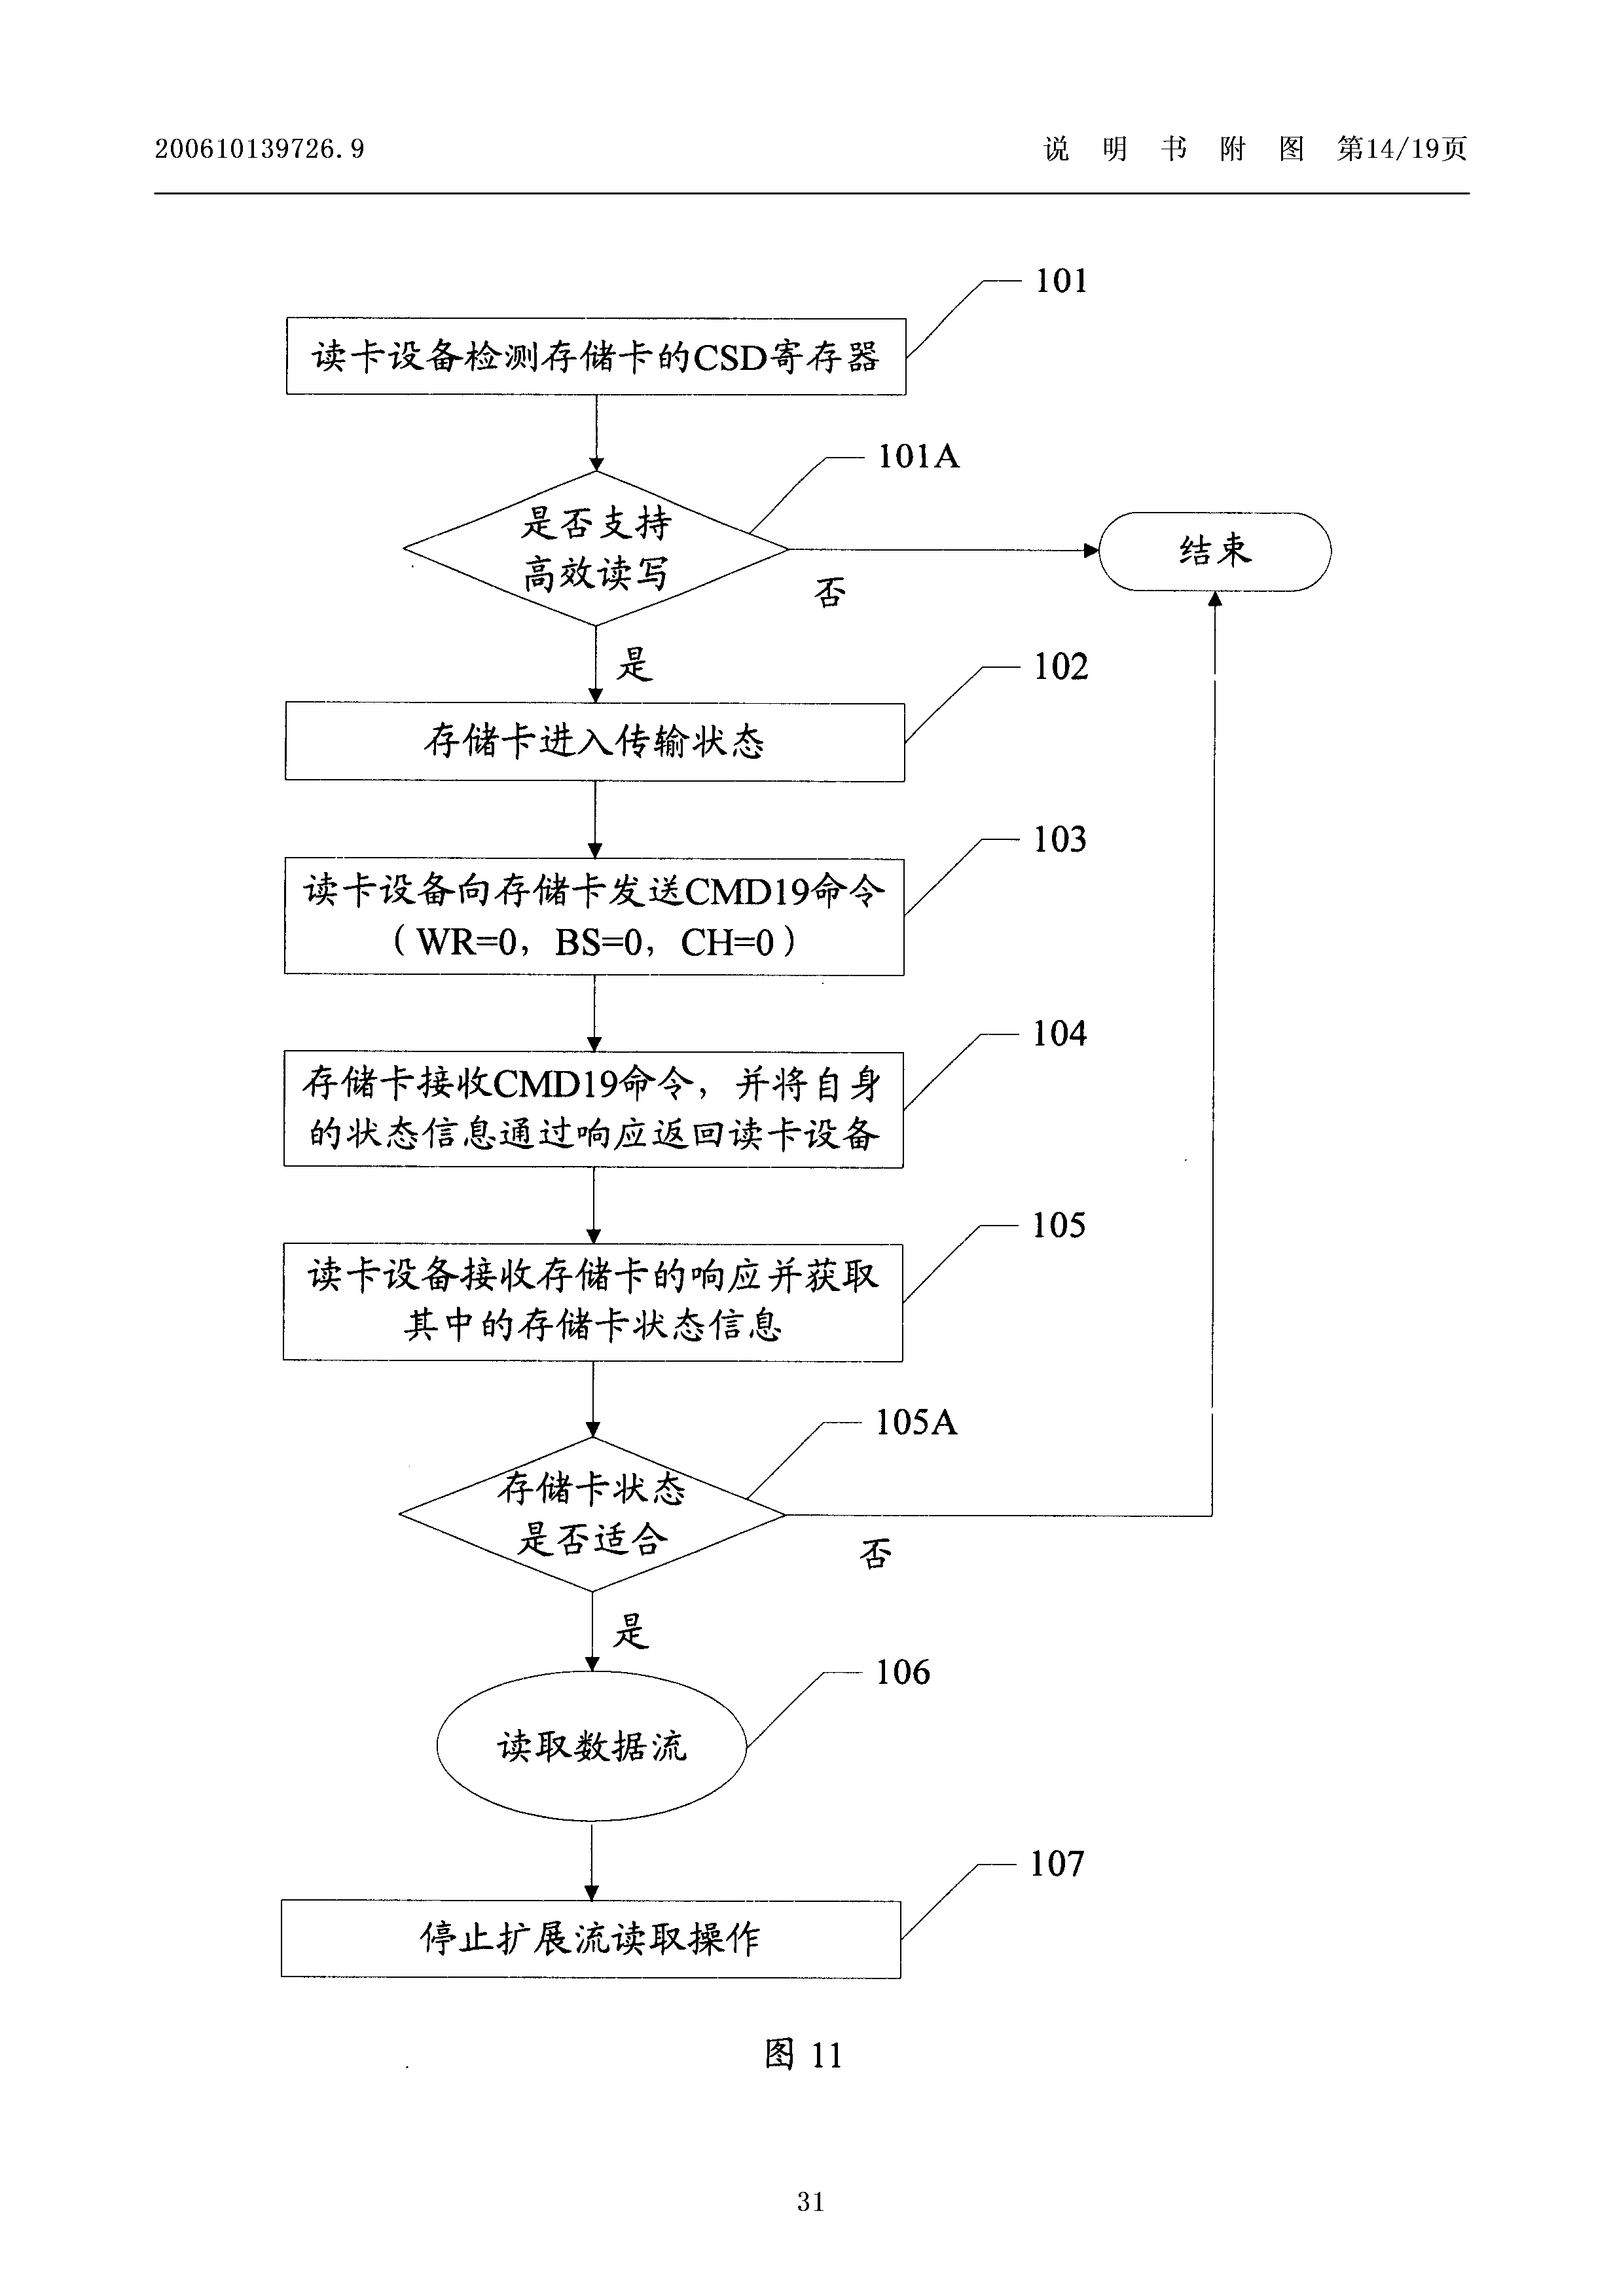 200610139726.9
说 明 书 附 图 第14/19页
101
读卡设备检测存储卡的CSD寄存器
101A
是否支持
高效读写
结束
否
是
102
存储卡进入传输状态
103
读卡设备向存储卡发送CMD19命令
（WR=0，BS=0，CH=0）
104
存储卡接收CMD19命令，并将自身
的状态信息通过响应返回读卡设备
105
读卡设备接收存储卡的响应并获取
其中的存储卡状态信息
105A
存储卡状态
是否适合
否
是
106
读取数据流
107
停止扩展流读取操作
图 11
31